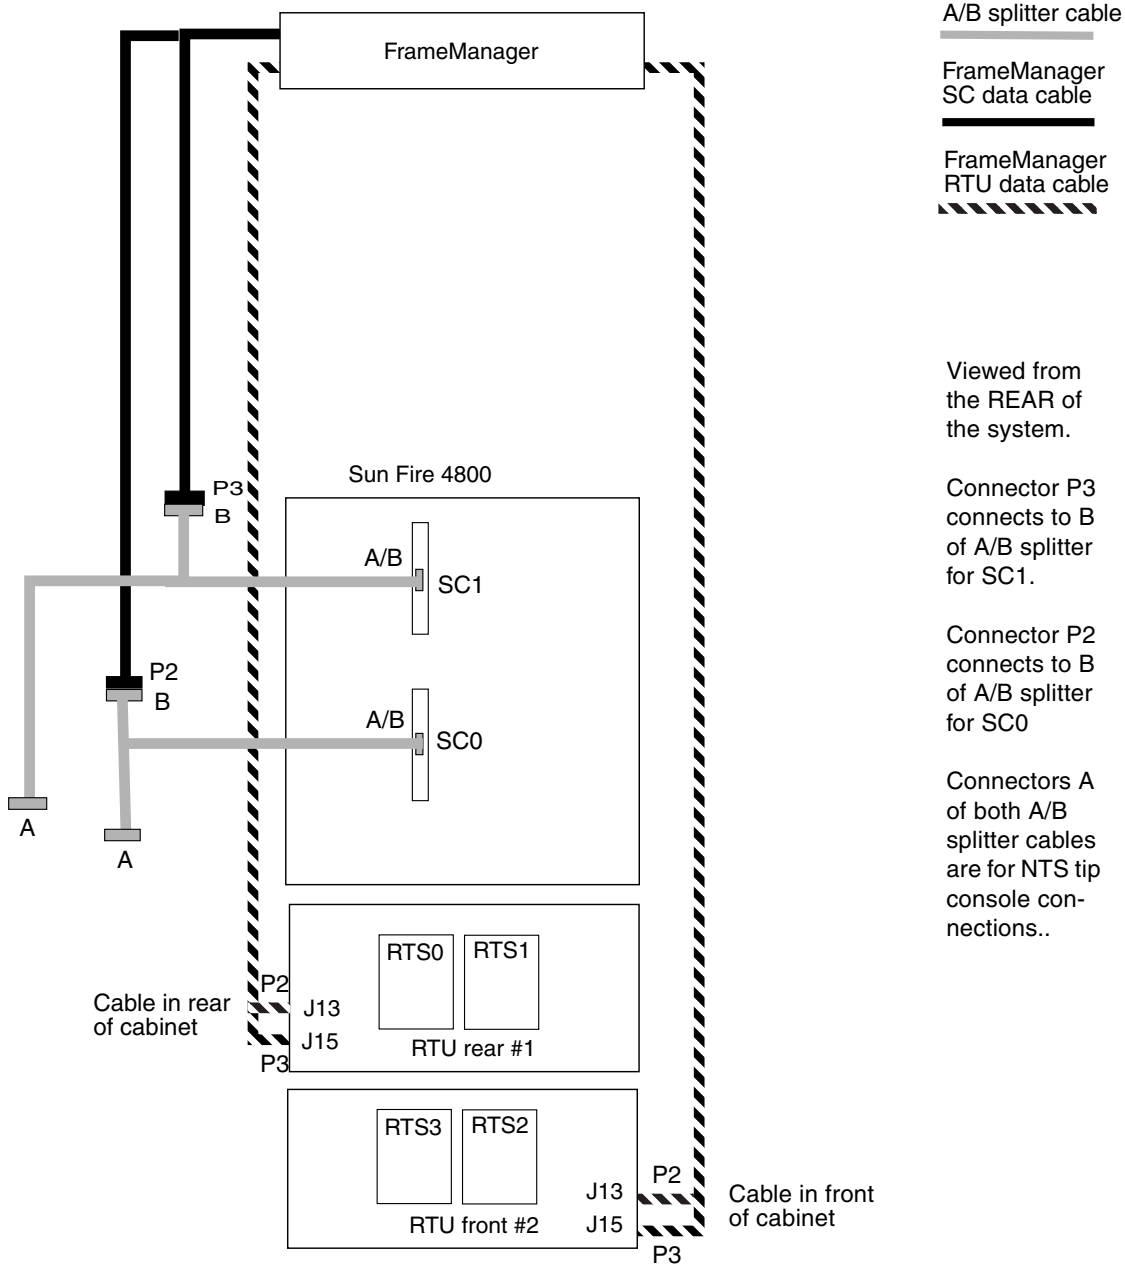 A/B splitter cable
FrameManager
FrameManager
SC data cable
FrameManager
RTU data cable
Viewed from
the REAR of
the system.
Connector P3
connects to B
of A/B splitter
for SC1.
Connector P2
connects to B
of A/B splitter
for SC0
Connectors A
of both A/B
splitter cables
are for NTS tip
console con-
nections..
Sun Fire 4800
P3
B
A/B
SC1
P2
B
A/B
SC0
A
A
RTS0
RTS1
P2
Cable in rear
of cabinet
J13
J15
RTU rear #1
P3
RTS3
RTS2
P2
J13
Cable in front
of cabinet
J15
RTU front #2
P3